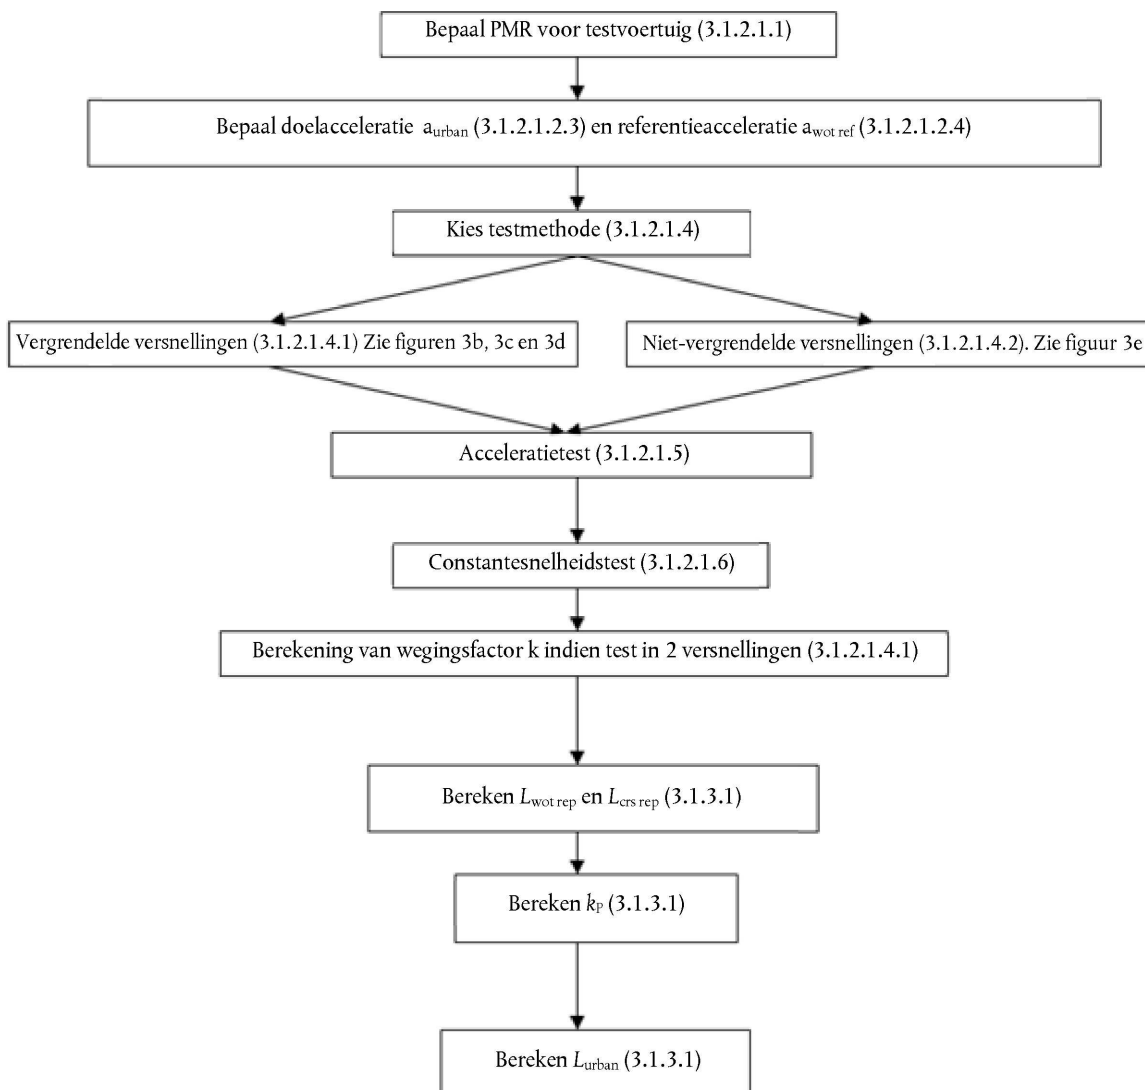 Bepaal PMR voor testvoertuig (3.1.2.1.1)
Bepaal doelacceleratie a_urban (3.1.2.1.2.3) en referentieacceleratie a_wot ref (3.1.2.1.2.4)
Kies testmethode (3.1.2.1.4)
Vergrendelde versnellingen (3.1.2.1.4.1) Zie figuren 3b, 3c en 3d
Niet-vergrendelde versnellingen (3.1.2.1.4.2). Zie figuur 3e
Acceleratietest (3.1.2.1.5)
Constantesnelheidstest (3.1.2.1.6)
Berekening van wegingsfactor k indien test in 2 versnellingen (3.1.2.1.4.1)
Bereken L_wot rep en L_crs rep (3.1.3.1)
Bereken k_P (3.1.3.1)
Bereken L_urban (3.1.3.1)